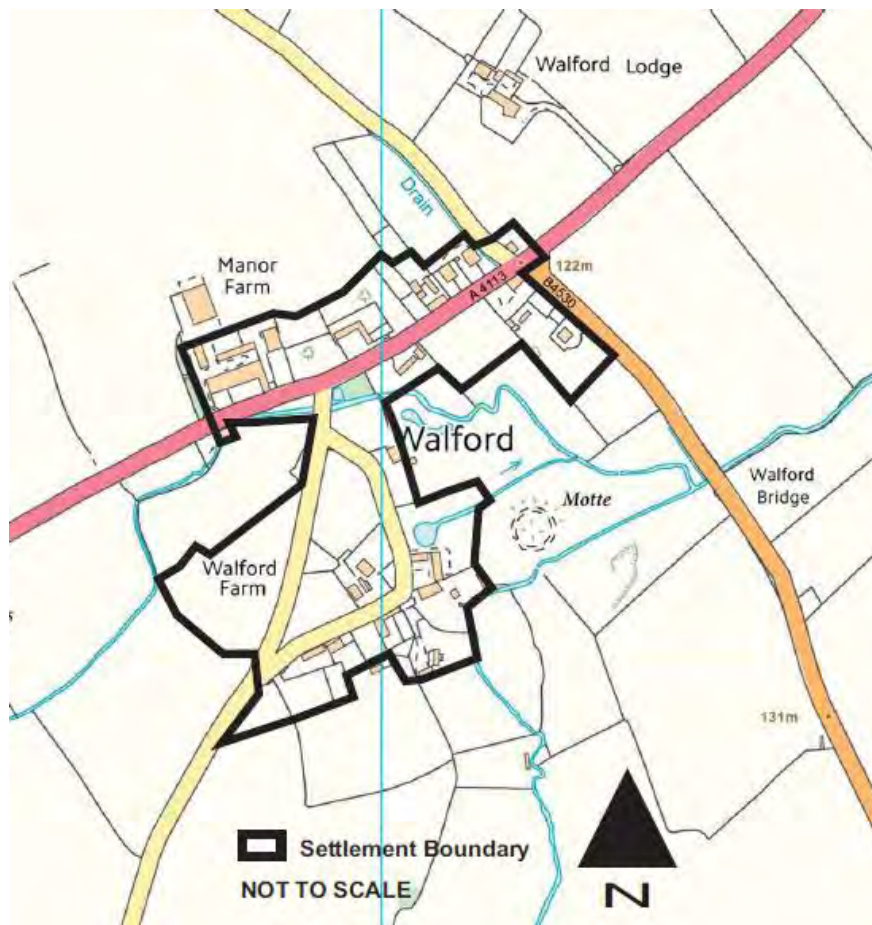 Walford Lodge
Drain
Manor
Farm
122m
A 4113
B4530
Walford
Walford
Bridge
Motte
Walford
Farm
131m
Settlement Boundary
NOT TO SCALE
N